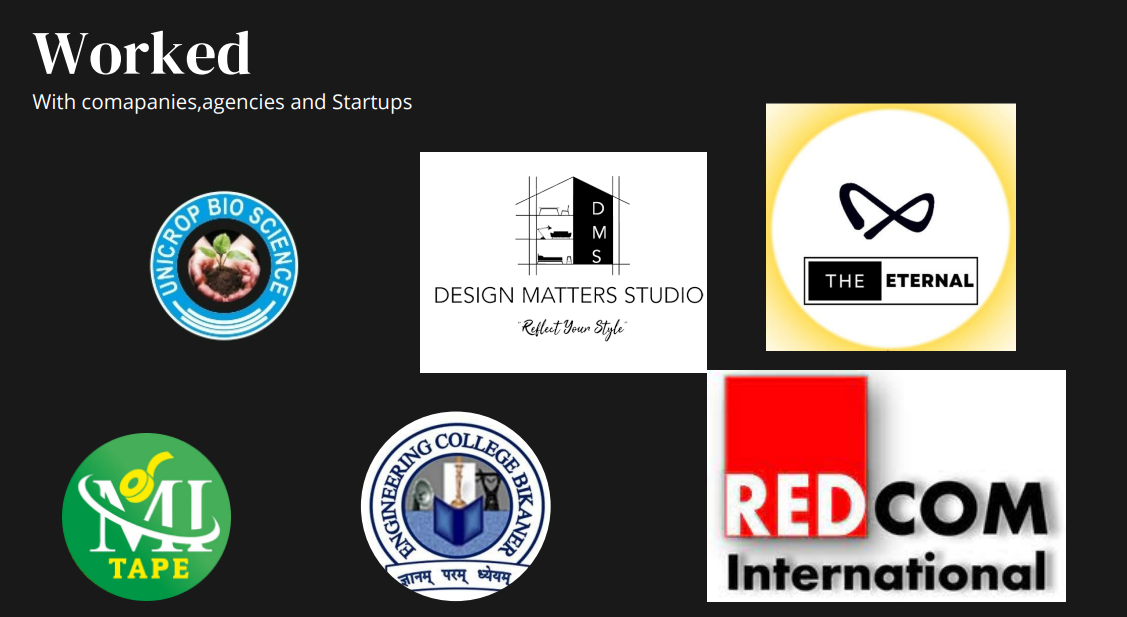 Worked
With comapanies,agencies and Startups
UNICROP BIO SCIENCE
D
M
S
DESIGN MATTERS STUDIO
"Reflect Your Style"
THE ETERNAL
MI
TAPE
ENGINEERING COLLEGE BIKANER
ज्ञानम् परम् ध्येयम्
REDCOM
International